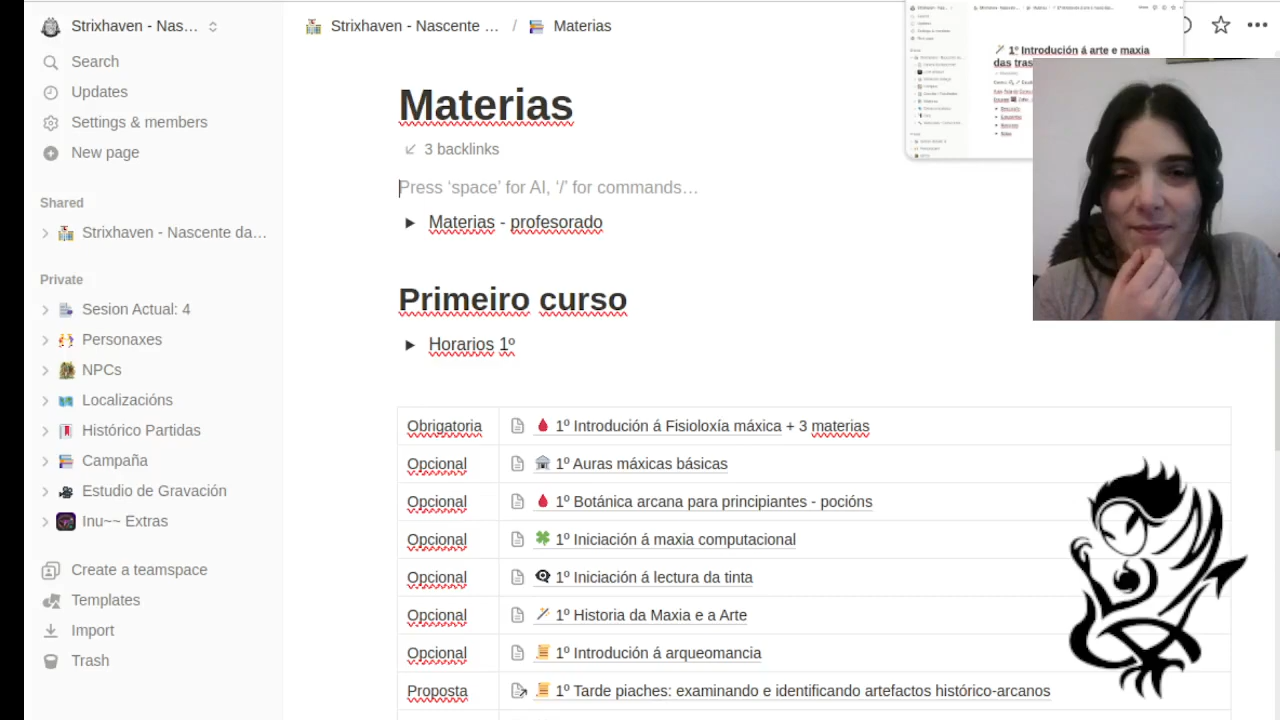 Strixhaven - Nas...
Strixhaven - Nascente ... / Materias
Search
Updates
Settings & members
New page
Shared
Strixhaven - Nascente da...
Private
Sesion Actual: 4
Personaxes
NPCs
Localizacións
Histórico Partidas
Campaña
Estudio de Gravación
Inu~~ Extras
Create a teamspace
Templates
Import
Trash
Materias
3 backlinks
Press ‘space’ for AI, ‘/’ for commands…
Materias - profesorado
Primeiro curso
Horarios 1º
Obrigatoria 1º Introdución á Fisioloxía máxica + 3 materias
Opcional 1º Auras máxicas básicas
Opcional 1º Botánica arcana para principiantes - pocións
Opcional 1º Iniciación á maxia computacional
Opcional 1º Iniciación á lectura da tinta
Opcional 1º Historia da Maxia e a Arte
Opcional 1º Introdución á arqueomancia
Proposta 1º Tarde piaches: examinando e identificando artefactos histórico-arcanos
1º Introdución á arte e maxia
das tras